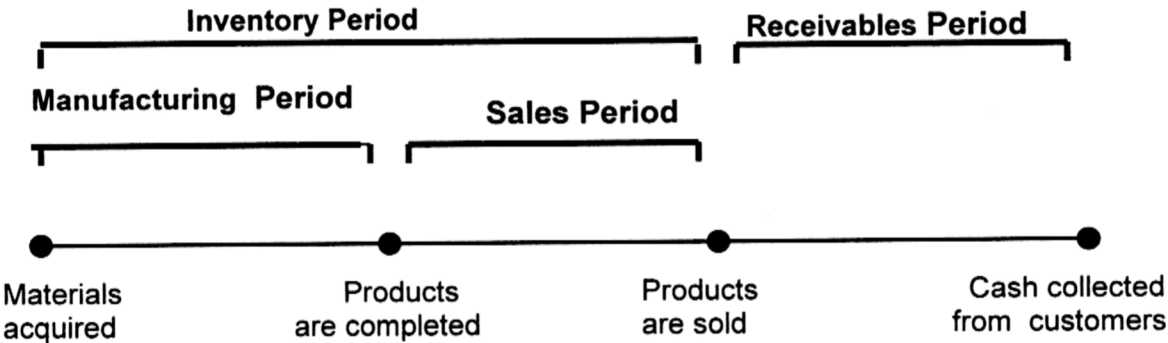 Inventory Period
Receivables Period
Manufacturing Period
Sales Period
Materials
acquired
Products
are completed
Products
are sold
Cash collected
from customers